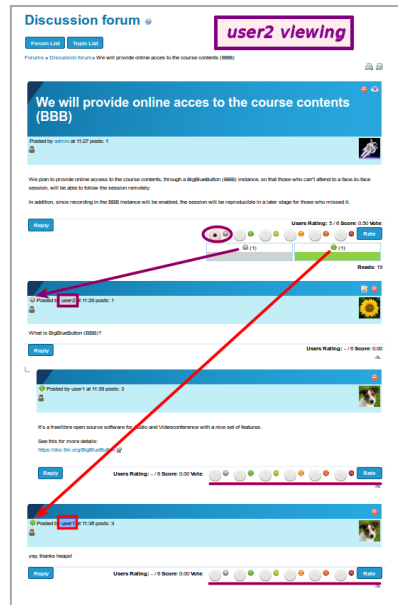 Discussion forum
user2 viewing
Forum List Topic List
Forums » Discussion forum» We will provide online acces to the course contents (BBB)
We will provide online acces to the course contents
(BBB)
Posted by admin at 11:27 posts: 1
We plan to provide online access to the course contents, through a BigBlueButton (BBB) instance, so that those who can't attend to a face-to-face
session, will be able to follow the session remotely.
In addition, since recording in the BBB instance will be enabled, the session will be reproducible in a later stage for those who missed it.
Reply
Users Rating: 5 / 6 Score: 0.50 Vote:
Rate
(1) (1)
Reads: 19
Posted by user2 at 11:29 posts: 1
What is BigBlueButton (BBB)?
Reply Users Rating: - / 6 Score: 0.00
Posted by user1 at 11:39 posts: 3
It's a free/libre open source software for Audio and Videoconference with a nice set of features.
See this for more details:
https://doc.tiki.org/BigBlueButton
Reply Users Rating: - / 6 Score: 0.00 Vote: Rate
Posted by user1 at 11:36 posts: 3
yay, thanks heaps!
Reply Users Rating: - / 6 Score: 0.00 Vote: Rate